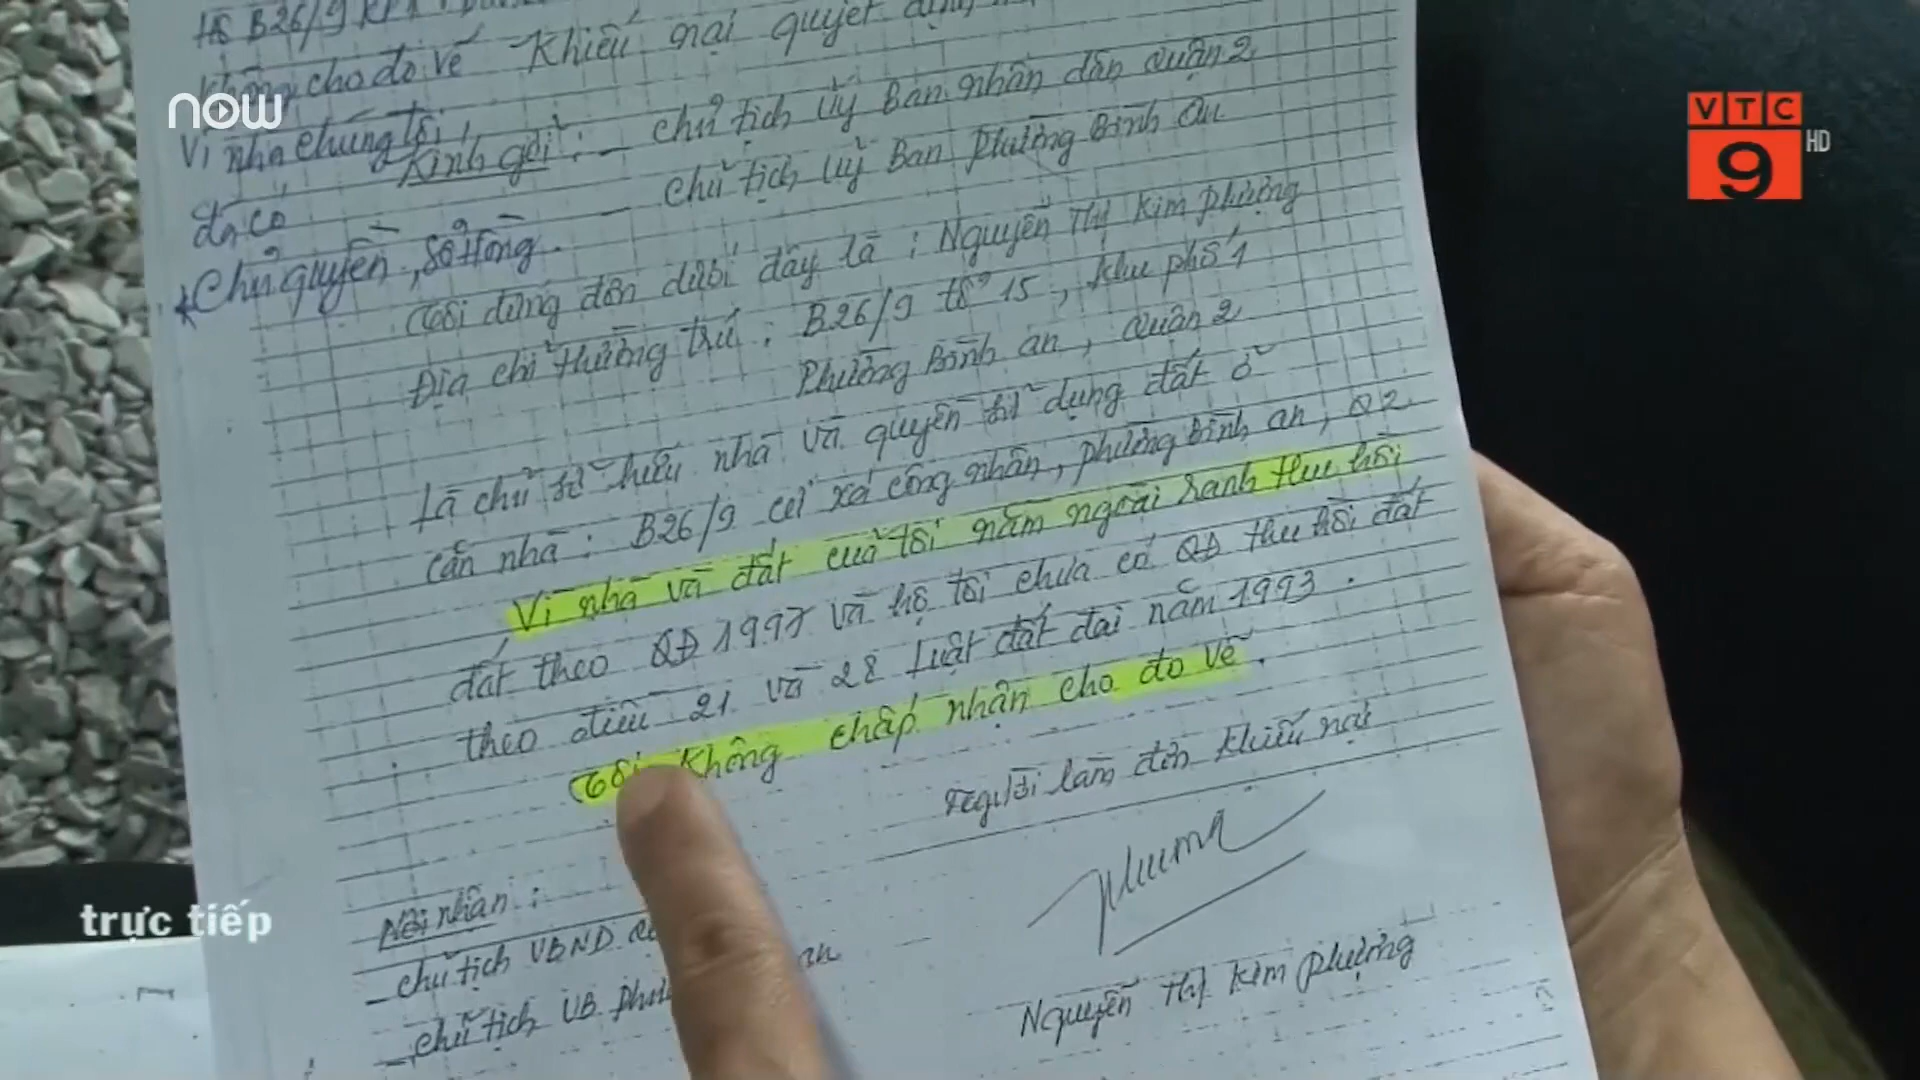 HS B26/9 KP1
không cho đo vẽ Khiếu nại quyết định
now
VTC
9
HD
Vì nhà chúng tôi,
Kính gởi: - chủ tịch Uỷ Ban nhân dân Quận 2
đã có
- chủ tịch Uỷ Ban Phường Bình An
* Chủ quyền, sổ Hồng.
Tôi đứng đơn dưới đây là: Nguyễn Thị Kim Phượng
Địa chỉ thường trú: B26/9 tổ 15, Khu phố 1
Phường Bình an, Quận 2
Là chủ sở hữu nhà và quyền sử dụng đất ở
căn nhà: B26/9 cư xá công nhân, phường Bình an, Q2
Vì nhà và đất của tôi nằm ngoài ranh thu hồi
đất theo QĐ 1997 và hộ tôi chưa có QĐ thu hồi đất
theo điều 21 và 28 Luật đất đai năm 1993.
Tôi Không chấp nhận cho đo vẽ.
Người làm đơn khiếu nại
Nơi nhận:
- chủ tịch UBND
an
- chủ tịch UB
Nguyễn Thị Kim Phượng
trực tiếp